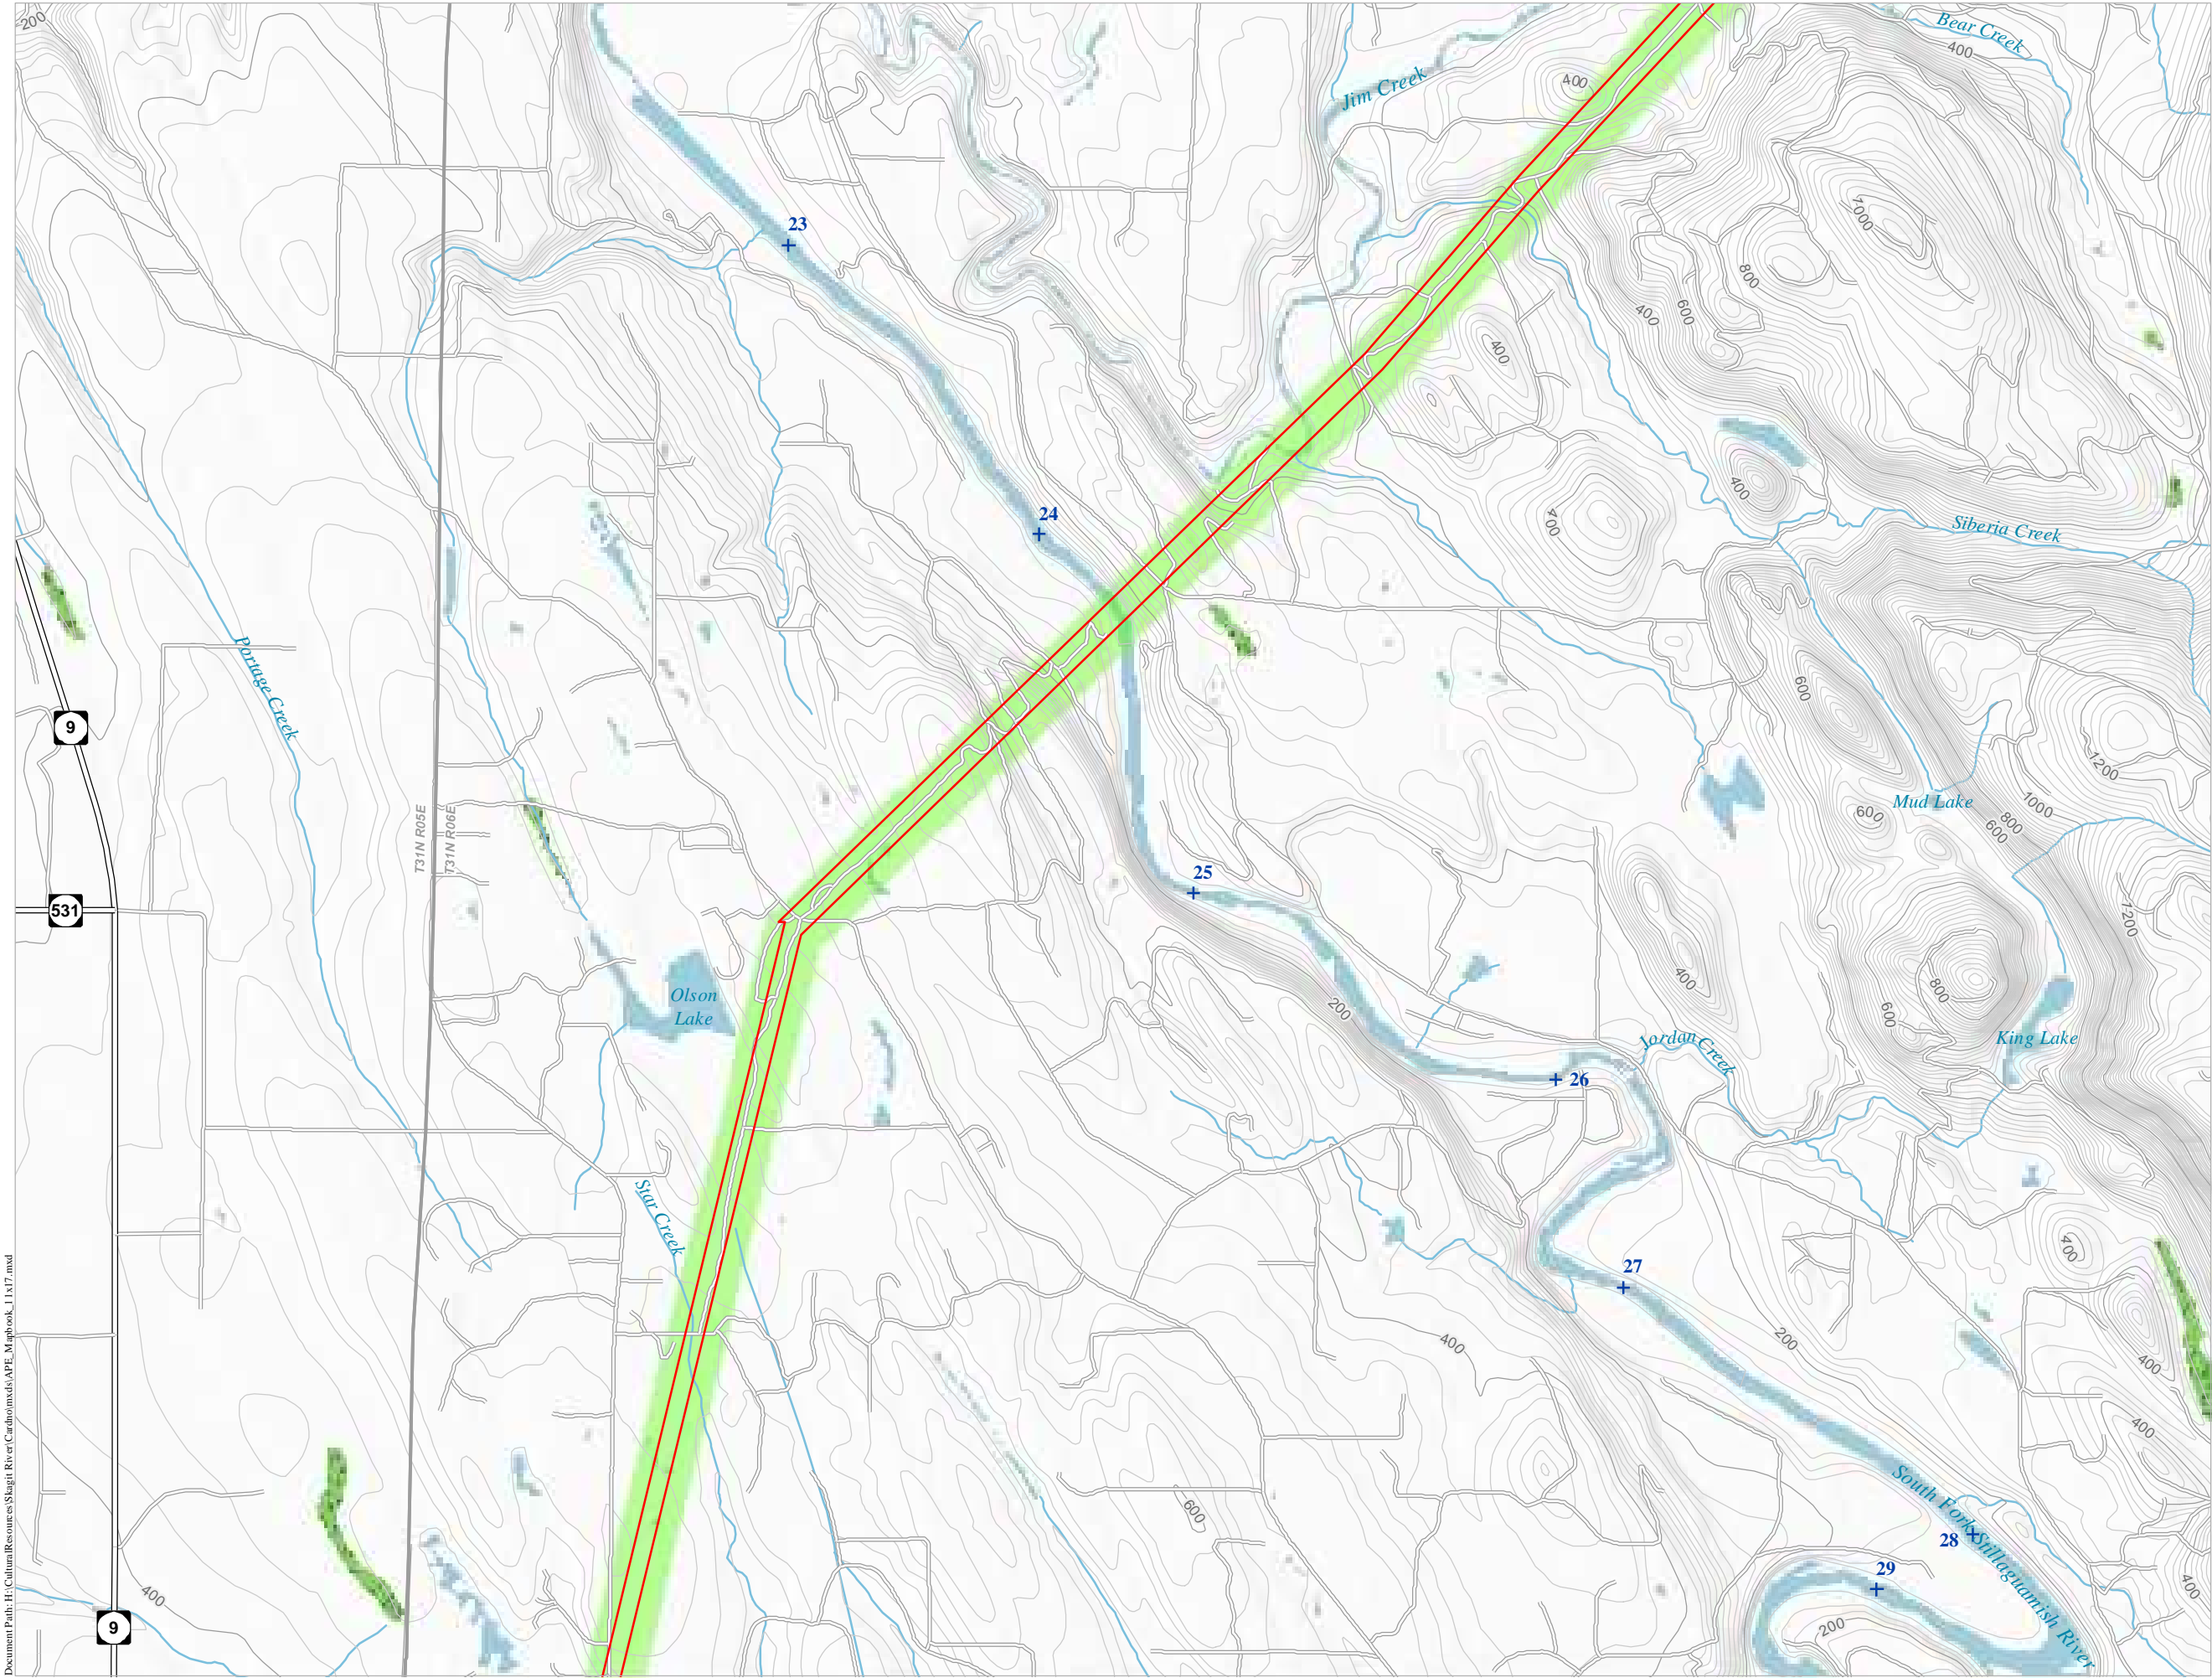 200
Bear Creek
400
Jim Creek
400
1000
23
800
600
400
400
400
24
400
Siberia Creek
Portage Creek
600
9
1200
Mud Lake
1000
600
800
600
T31N R05E
T31N R06E
25
531
1200
400
800
Olson
Lake
200
600
Jordan Creek
King Lake
26
Star Creek
400
27
200
400
400
400
South Fork Stillaguamish River
600
28
29
400
400
9
200
Document Path: H:\CulturalResources\Skagit River\Cardno\mxds\APE_Mapbook_11x17.mxd